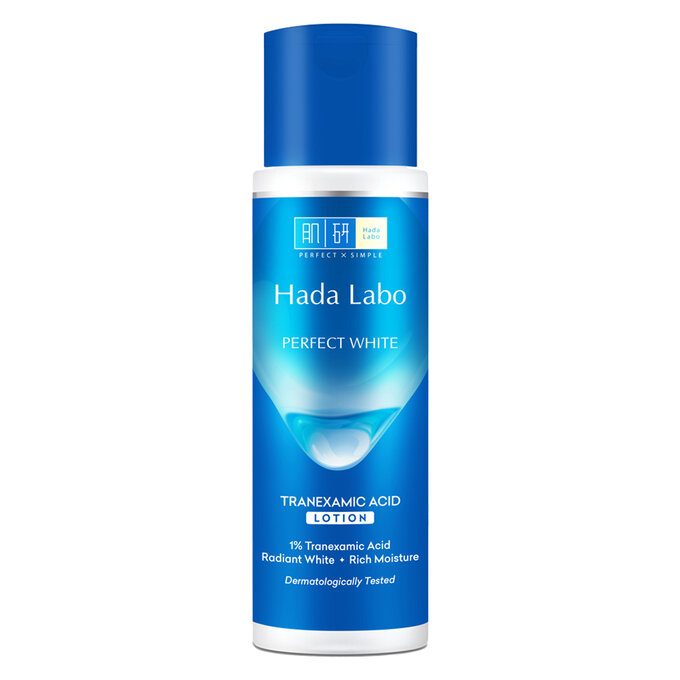 肌研 Hada
Labo
PERFECT × SIMPLE
Hada Labo
PERFECT WHITE
TRANEXAMIC ACID
LOTION
1% Tranexamic Acid
Radiant White + Rich Moisture
Dermatologically Tested